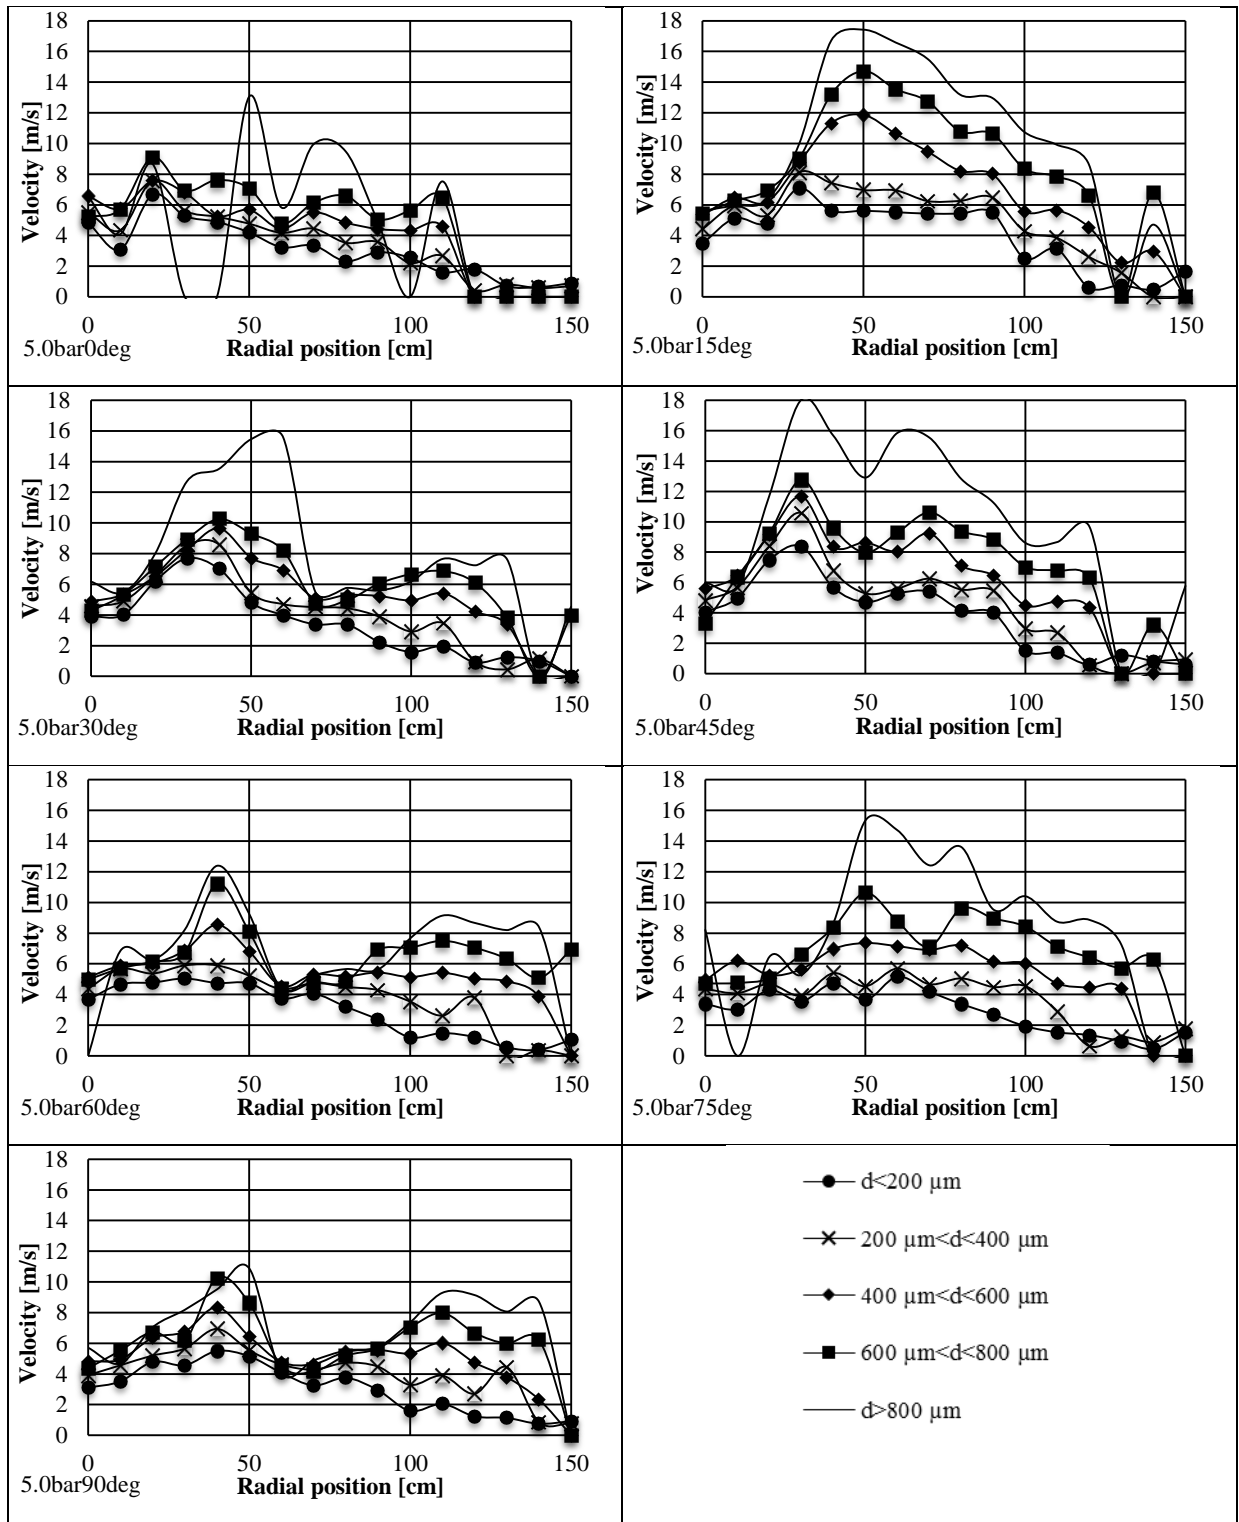 18
16
14
12
10
8
6
4
2
0
Velocity [m/s]
0 50 100 150
5.0bar0deg Radial position [cm]
18
16
14
12
10
8
6
4
2
0
Velocity [m/s]
0 50 100 150
5.0bar15deg Radial position [cm]
18
16
14
12
10
8
6
4
2
0
Velocity [m/s]
0 50 100 150
5.0bar30deg Radial position [cm]
18
16
14
12
10
8
6
4
2
0
Velocity [m/s]
0 50 100 150
5.0bar45deg Radial position [cm]
18
16
14
12
10
8
6
4
2
0
Velocity [m/s]
0 50 100 150
5.0bar60deg Radial position [cm]
18
16
14
12
10
8
6
4
2
0
Velocity [m/s]
0 50 100 150
5.0bar75deg Radial position [cm]
18
16
14
12
10
8
6
4
2
0
Velocity [m/s]
0 50 100 150
5.0bar90deg Radial position [cm]
d<200 µm
200 µm<d<400 µm
400 µm<d<600 µm
600 µm<d<800 µm
d>800 µm